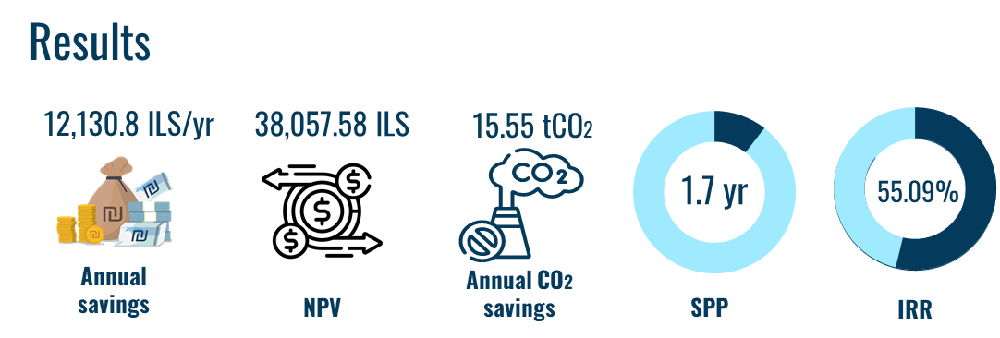 Results
12,130.8 ILS/yr
38,057.58 ILS
15.55 tCO2
CO2
1.7 yr
55.09%
₪
₪
₪
₪
$
$
$
Annual
savings
NPV
Annual CO2
savings
SPP
IRR